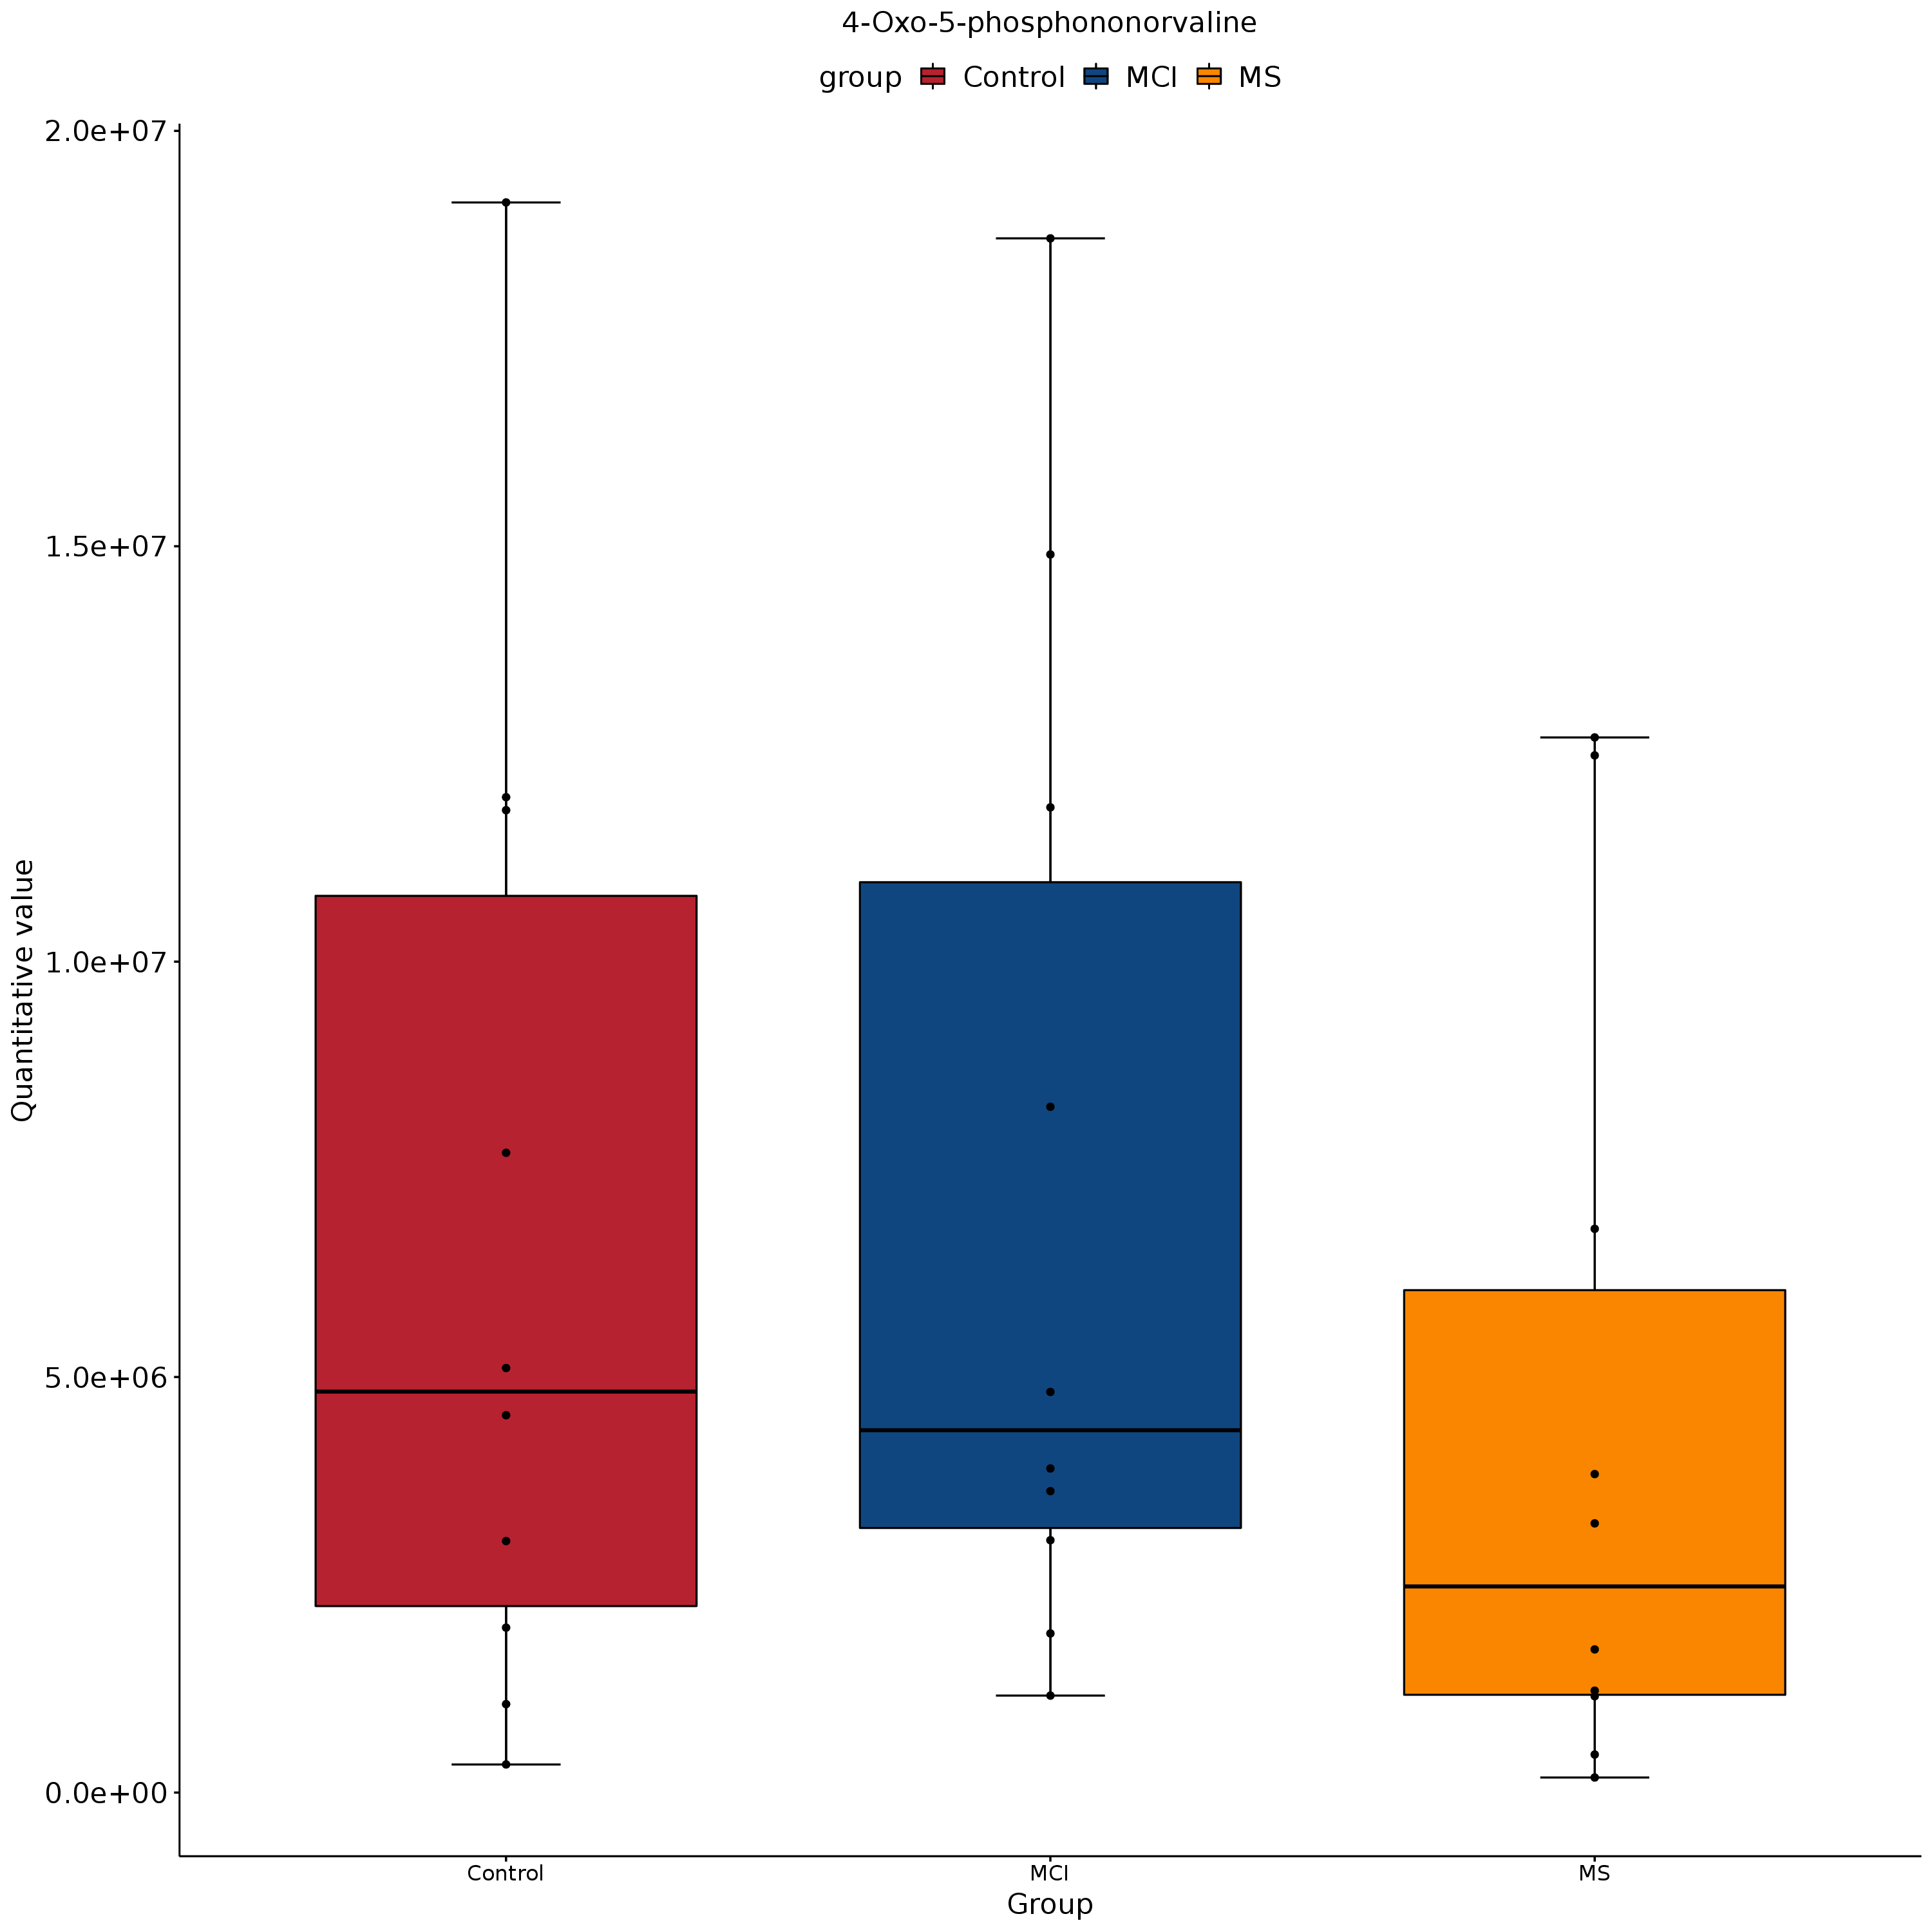 4-Oxo-5-phosphononorvaline
group Control MCI MS
2.0e+07
1.5e+07
1.0e+07
5.0e+06
0.0e+00
Quantitative value
Control MCI MS
Group